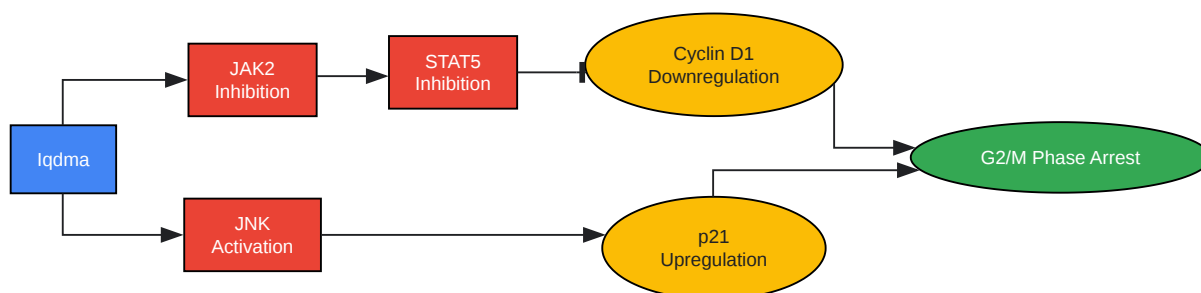 JAK2
Inhibition
STAT5
Inhibition
Cyclin D1
Downregulation
Iqdma
G2/M Phase Arrest
JNK
Activation
p21
Upregulation